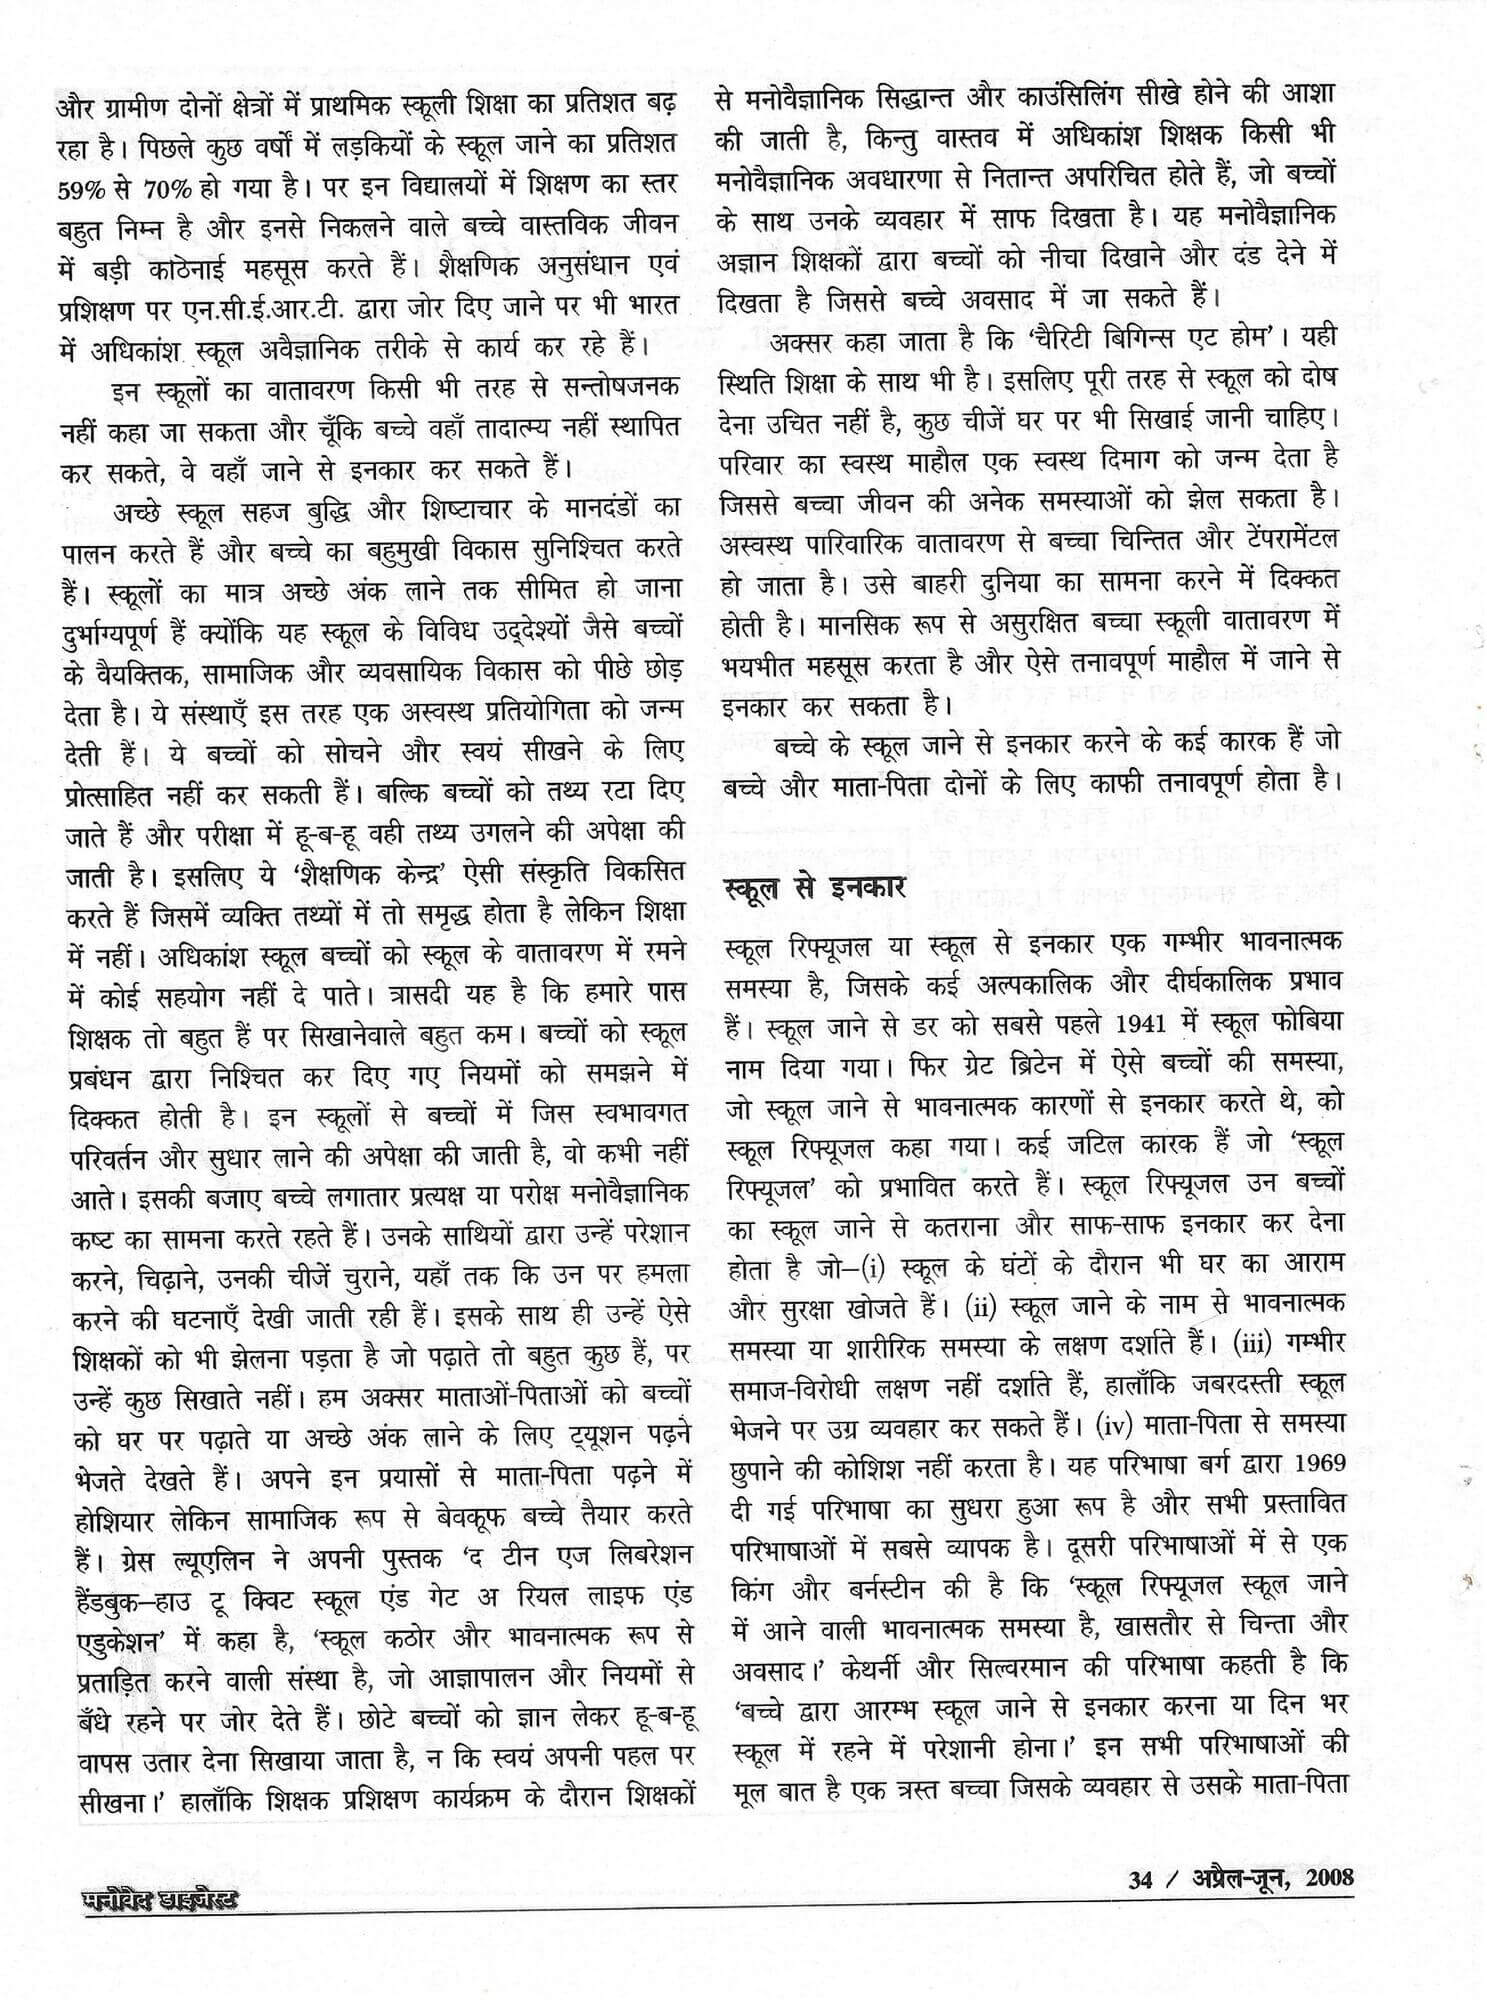 और ग्रामीण दोनों क्षेत्रों में प्राथमिक स्कूली शिक्षा का प्रतिशत बढ़
रहा है। पिछले कुछ वर्षों में लड़कियों के स्कूल जाने का प्रतिशत
59% से 70% हो गया है। पर इन विद्यालयों में शिक्षण का स्तर
बहुत निम्न है और इनसे निकलने वाले बच्चे वास्तविक जीवन
में बड़ी काठेनाई महसूस करते हैं। शैक्षणिक अनुसंधान एवं
प्रशिक्षण पर एन.सी.ई.आर.टी. द्वारा जोर दिए जाने पर भी भारत
में अधिकांश स्कूल अवैज्ञानिक तरीके से कार्य कर रहे हैं।
इन स्कूलों का वातावरण किसी भी तरह से सन्तोषजनक
नहीं कहा जा सकता और चूँकि बच्चे वहाँ तादात्म्य नहीं स्थापित
कर सकते, वे वहाँ जाने से इनकार कर सकते हैं।
अच्छे स्कूल सहज बुद्धि और शिष्टाचार के मानदंडों का
पालन करते हैं और बच्चे का बहुमुखी विकास सुनिश्चित करते
हैं। स्कूलों का मात्र अच्छे अंक लाने तक सीमित हो जाना
दुर्भाग्यपूर्ण हैं क्योंकि यह स्कूल के विविध उद्देश्यों जैसे बच्चों
के वैयक्तिक, सामाजिक और व्यवसायिक विकास को पीछे छोड़
देता है। ये संस्थाएँ इस तरह एक अस्वस्थ प्रतियोगिता को जन्म
देती हैं। ये बच्चों को सोचने और स्वयं सीखने के लिए
प्रोत्साहित नहीं कर सकती हैं। बल्कि बच्चों को तथ्य रटा दिए
जाते हैं और परीक्षा में हू-ब-हू वही तथ्य उगलने की अपेक्षा की
जाती है। इसलिए ये ‘शैक्षणिक केन्द्र’ ऐसी संस्कृति विकसित
करते हैं जिसमें व्यक्ति तथ्यों में तो समृद्ध होता है लेकिन शिक्षा
में नहीं। अधिकांश स्कूल बच्चों को स्कूल के वातावरण में रमने
में कोई सहयोग नहीं दे पाते। त्रासदी यह है कि हमारे पास
शिक्षक तो बहुत हैं पर सिखानेवाले बहुत कम। बच्चों को स्कूल
प्रबंधन द्वारा निश्चित कर दिए गए नियमों को समझने में
दिक्कत होती है। इन स्कूलों से बच्चों में जिस स्वभावगत
परिवर्तन और सुधार लाने की अपेक्षा की जाती है, वो कभी नहीं
आते। इसकी बजाए बच्चे लगातार प्रत्यक्ष या परोक्ष मनोवैज्ञानिक
कष्ट का सामना करते रहते हैं। उनके साथियों द्वारा उन्हें परेशान
करने, चिढ़ाने, उनकी चीजें चुराने, यहाँ तक कि उन पर हमला
करने की घटनाएँ देखी जाती रही हैं। इसके साथ ही उन्हें ऐसे
शिक्षकों को भी झेलना पड़ता है जो पढ़ाते तो बहुत कुछ हैं, पर
उन्हें कुछ सिखाते नहीं। हम अक्सर माताओं-पिताओं को बच्चों
को घर पर पढ़ाते या अच्छे अंक लाने के लिए ट्यूशन पढ़ने
भेजते देखते हैं। अपने इन प्रयासों से माता-पिता पढ़ने में
होशियार लेकिन सामाजिक रूप से बेवकूफ बच्चे तैयार करते
हैं। ग्रेस ल्यूएलिन ने अपनी पुस्तक ‘द टीन एज लिबरेशन
हैंडबुक–हाउ टू क्विट स्कूल एंड गेट अ रियल लाइफ एंड
एडुकेशन’ में कहा है, ‘स्कूल कठोर और भावनात्मक रूप से
प्रताड़ित करने वाली संस्था है, जो आज्ञापालन और नियमों से
बँधे रहने पर जोर देते हैं। छोटे बच्चों को ज्ञान लेकर हू-ब-हू
वापस उतार देना सिखाया जाता है, न कि स्वयं अपनी पहल पर
सीखना।’ हालाँकि शिक्षक प्रशिक्षण कार्यक्रम के दौरान शिक्षकों
से मनोवैज्ञानिक सिद्धान्त और काउंसिलिंग सीखे होने की आशा
की जाती है, किन्तु वास्तव में अधिकांश शिक्षक किसी भी
मनोवैज्ञानिक अवधारणा से नितान्त अपरिचित होते हैं, जो बच्चों
के साथ उनके व्यवहार में साफ दिखता है। यह मनोवैज्ञानिक
अज्ञान शिक्षकों द्वारा बच्चों को नीचा दिखाने और दंड देने में
दिखता है जिससे बच्चे अवसाद में जा सकते हैं।
अक्सर कहा जाता है कि ‘चैरिटी बिगिन्स एट होम’। यही
स्थिति शिक्षा के साथ भी है। इसलिए पूरी तरह से स्कूल को दोष
देना उचित नहीं है, कुछ चीजें घर पर भी सिखाई जानी चाहिए।
परिवार का स्वस्थ माहौल एक स्वस्थ दिमाग को जन्म देता है
जिससे बच्चा जीवन की अनेक समस्याओं को झेल सकता है।
अस्वस्थ पारिवारिक वातावरण से बच्चा चिन्तित और टेंपरामेंटल
हो जाता है। उसे बाहरी दुनिया का सामना करने में दिक्कत
होती है। मानसिक रूप से असुरक्षित बच्चा स्कूली वातावरण में
भयभीत महसूस करता है और ऐसे तनावपूर्ण माहौल में जाने से
इनकार कर सकता है।
बच्चे के स्कूल जाने से इनकार करने के कई कारक हैं जो
बच्चे और माता-पिता दोनों के लिए काफी तनावपूर्ण होता है।
स्कूल से इनकार
स्कूल रिफ्यूजल या स्कूल से इनकार एक गम्भीर भावनात्मक
समस्या है, जिसके कई अल्पकालिक और दीर्घकालिक प्रभाव
हैं। स्कूल जाने से डर को सबसे पहले 1941 में स्कूल फोबिया
नाम दिया गया। फिर ग्रेट ब्रिटेन में ऐसे बच्चों की समस्या,
जो स्कूल जाने से भावनात्मक कारणों से इनकार करते थे, को
स्कूल रिफ्यूजल कहा गया। कई जटिल कारक हैं जो ‘स्कूल
रिफ्यूजल’ को प्रभावित करते हैं। स्कूल रिफ्यूजल उन बच्चों
का स्कूल जाने से कतराना और साफ-साफ इनकार कर देना
होता है जो–(i) स्कूल के घंटों के दौरान भी घर का आराम
और सुरक्षा खोजते हैं। (ii) स्कूल जाने के नाम से भावनात्मक
समस्या या शारीरिक समस्या के लक्षण दर्शाते हैं। (iii) गम्भीर
समाज-विरोधी लक्षण नहीं दर्शाते हैं, हालाँकि जबरदस्ती स्कूल
भेजने पर उग्र व्यवहार कर सकते हैं। (iv) माता-पिता से समस्या
छुपाने की कोशिश नहीं करता है। यह परिभाषा बर्ग द्वारा 1969
दी गई परिभाषा का सुधरा हुआ रूप है और सभी प्रस्तावित
परिभाषाओं में सबसे व्यापक है। दूसरी परिभाषाओं में से एक
किंग और बर्नस्टीन की है कि ‘स्कूल रिफ्यूजल स्कूल जाने
में आने वाली भावनात्मक समस्या है, खासतौर से चिन्ता और
अवसाद।’ केथर्नी और सिल्वरमान की परिभाषा कहती है कि
‘बच्चे द्वारा आरम्भ स्कूल जाने से इनकार करना या दिन भर
स्कूल में रहने में परेशानी होना।’ इन सभी परिभाषाओं की
मूल बात है एक त्रस्त बच्चा जिसके व्यवहार से उसके माता-पिता
मनोवेद डाइजेस्ट
34 / अप्रैल-जून, 2008